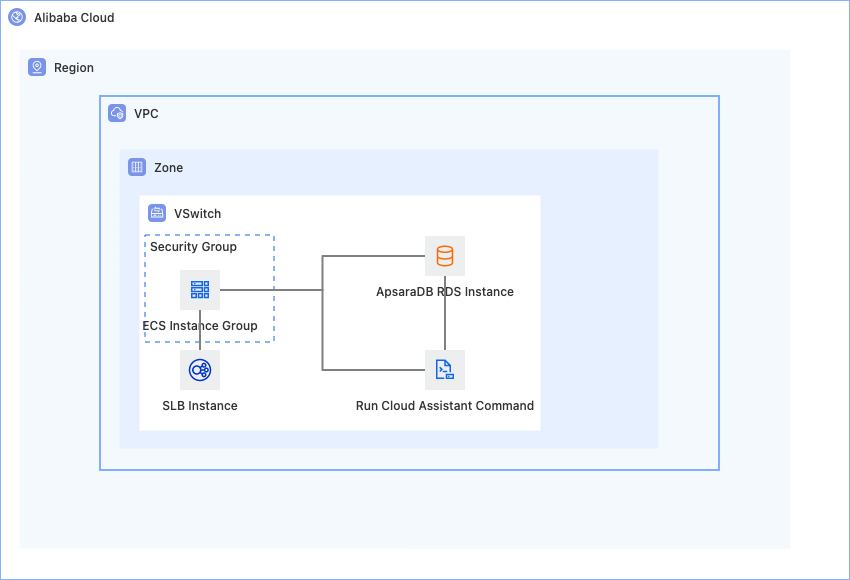 Alibaba Cloud
Region
VPC
Zone
VSwitch
Security Group
ApsaraDB RDS Instance
ECS Instance Group
SLB Instance
Run Cloud Assistant Command